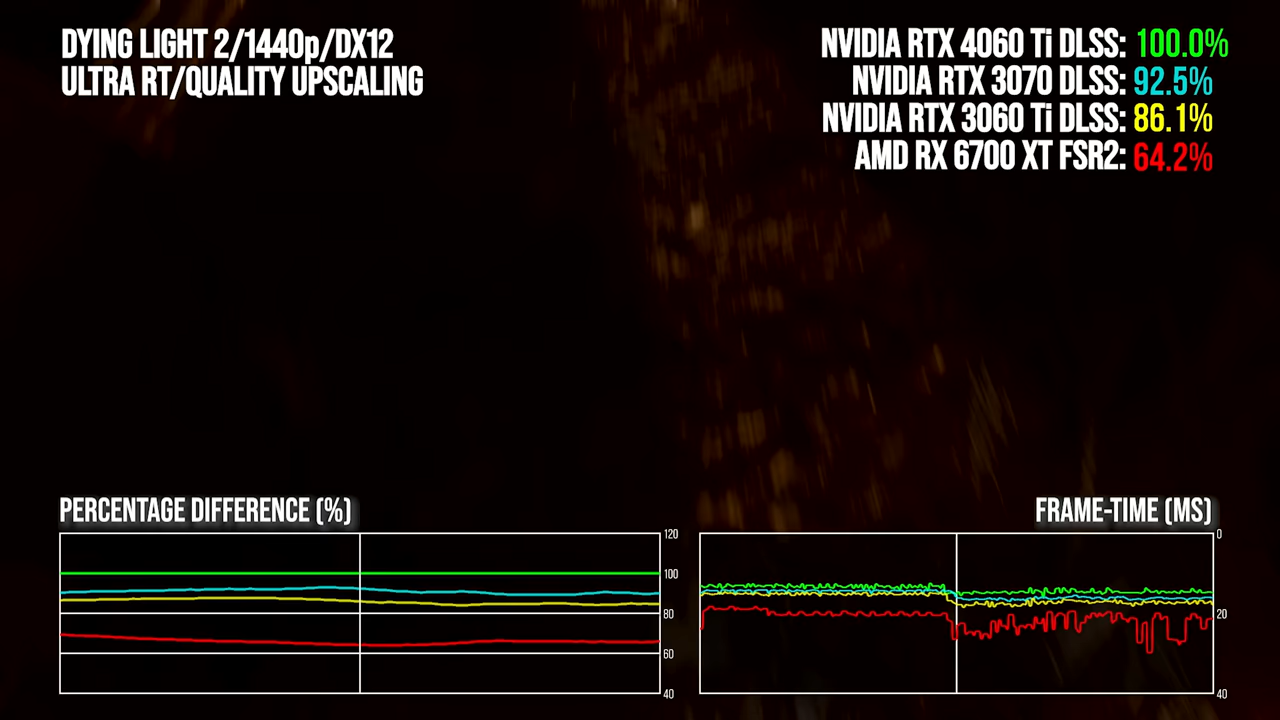 DYING LIGHT 2/1440p/DX12
ULTRA RT/QUALITY UPSCALING
NVIDIA RTX 4060 Ti DLSS: 100.0%
NVIDIA RTX 3070 DLSS: 92.5%
NVIDIA RTX 3060 Ti DLSS: 86.1%
AMD RX 6700 XT FSR2: 64.2%
PERCENTAGE DIFFERENCE (%)
120
100
80
60
40
FRAME-TIME (MS)
0
20
40